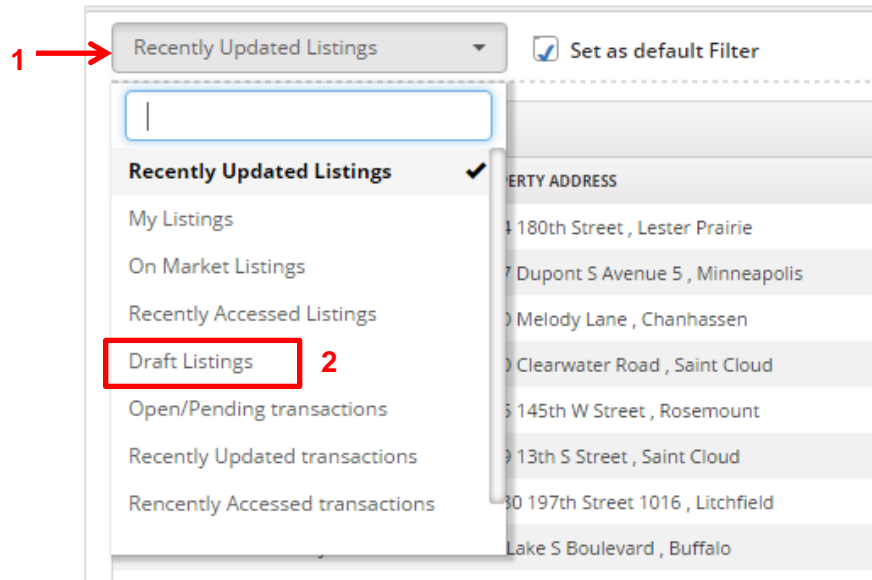 1
Recently Updated Listings
Set as default Filter
Recently Updated Listings
ERTY ADDRESS
My Listings
180th Street , Lester Prairie
On Market Listings
Dupont S Avenue 5 , Minneapolis
Recently Accessed Listings
Melody Lane , Chanhassen
Draft Listings
2
Clearwater Road , Saint Cloud
Open/Pending transactions
145th W Street , Rosemount
Recently Updated transactions
13th S Street , Saint Cloud
Rencently Accessed transactions
30 197th Street 1016 , Litchfield
Lake S Boulevard , Buffalo